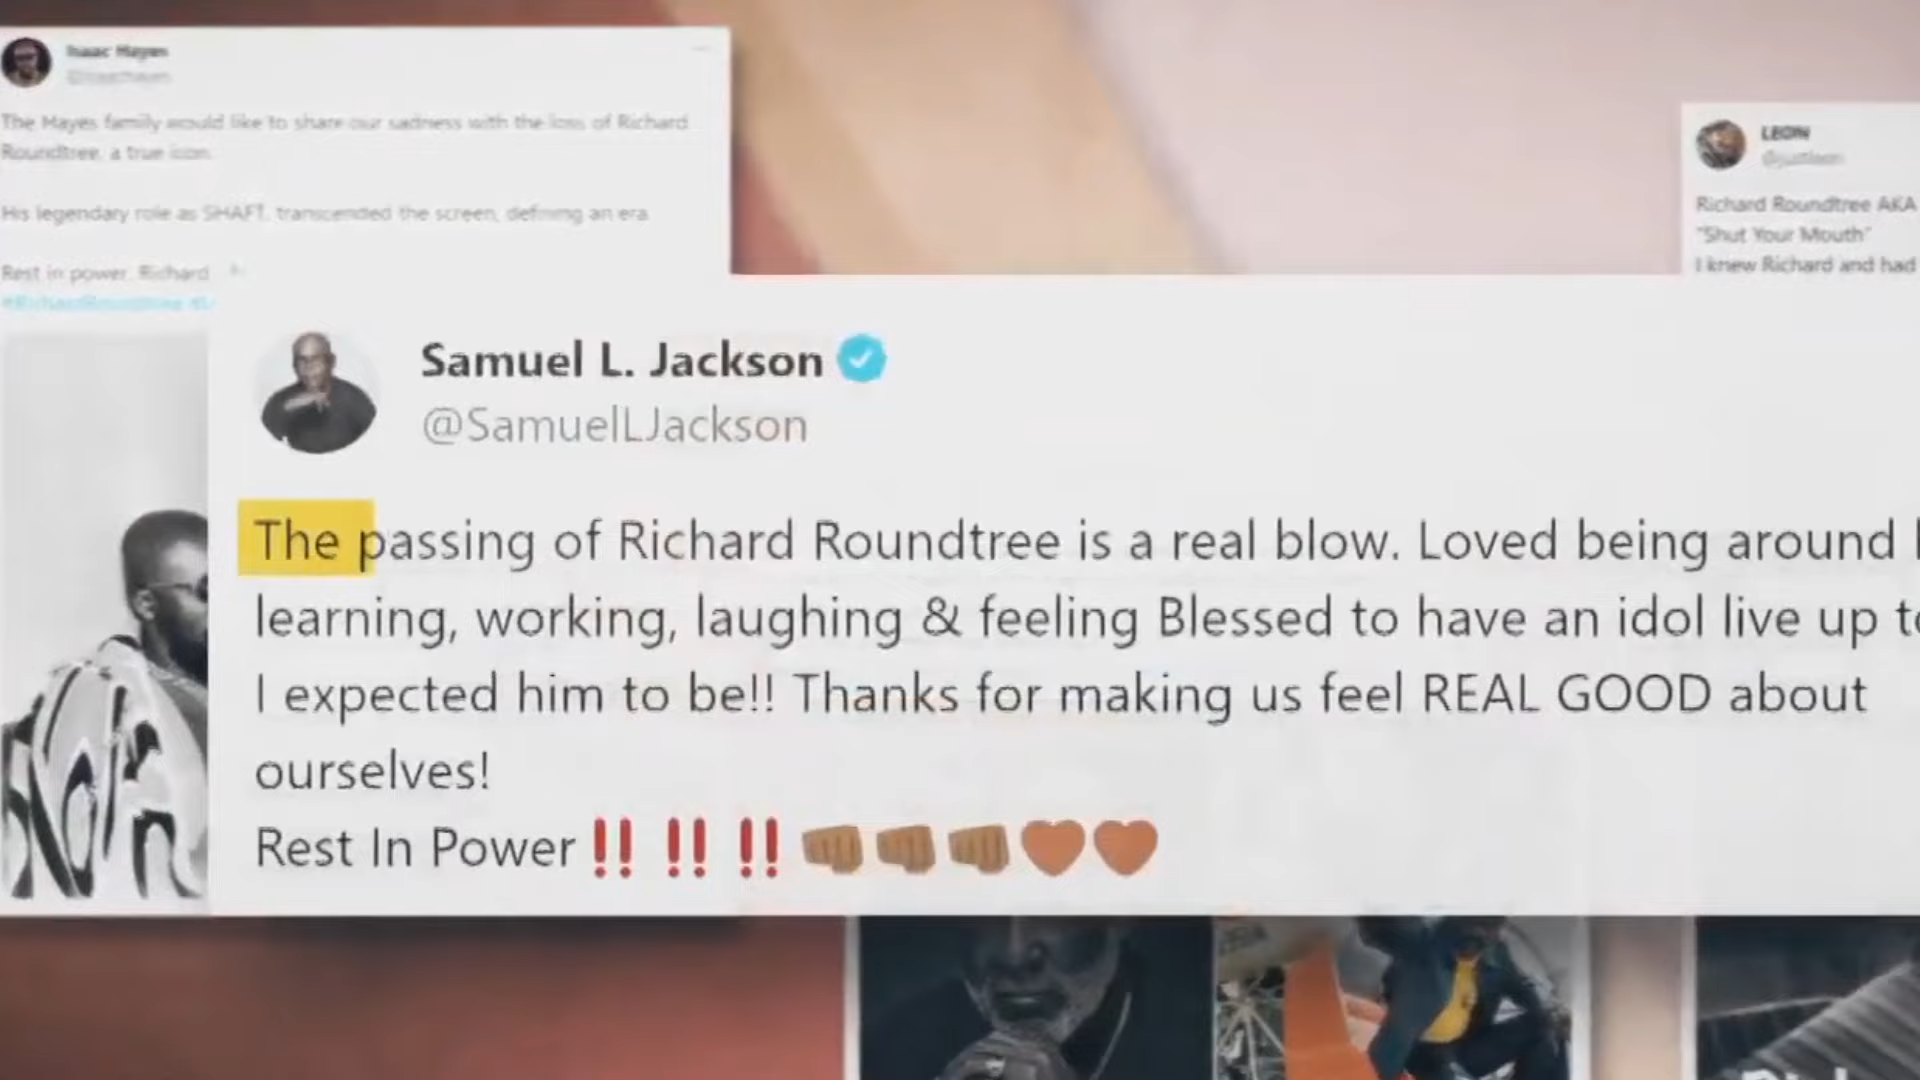 Isaac Hayes
The Hayes family would like to share our sadness with the loss of Richard
Roundtree, a true icon.
His legendary role as SHAFT, transcended the screen, defining an era.
Rest in power, Richard
#RichardRoundtree
LEON
@justleon
Richard Roundtree AKA
"Shut Your Mouth"
I knew Richard and had
Samuel L. Jackson
@SamuelLJackson
The passing of Richard Roundtree is a real blow. Loved being around
learning, working, laughing & feeling Blessed to have an idol live up to
I expected him to be!! Thanks for making us feel REAL GOOD about
ourselves!
Rest In Power‼️ ‼️ ‼️